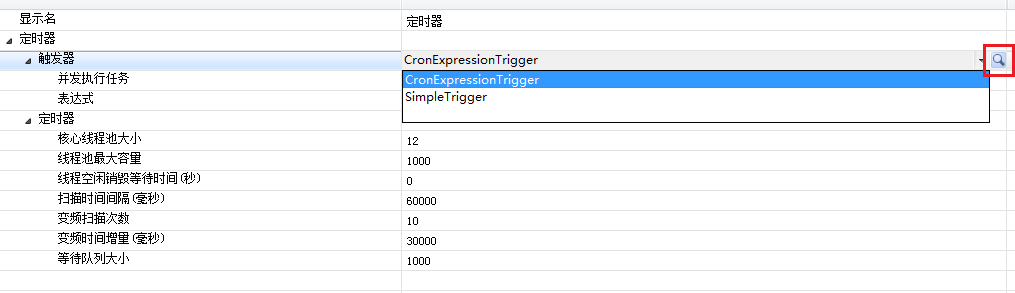 显示名 定时器
定时器
触发器 CronExpressionTrigger
并发执行任务 CronExpressionTrigger
表达式 SimpleTrigger
定时器
核心线程池大小 12
线程池最大容量 1000
线程空闲销毁等待时间(秒) 0
扫描时间间隔(毫秒) 60000
变频扫描次数 10
变频时间增量(毫秒) 30000
等待队列大小 1000